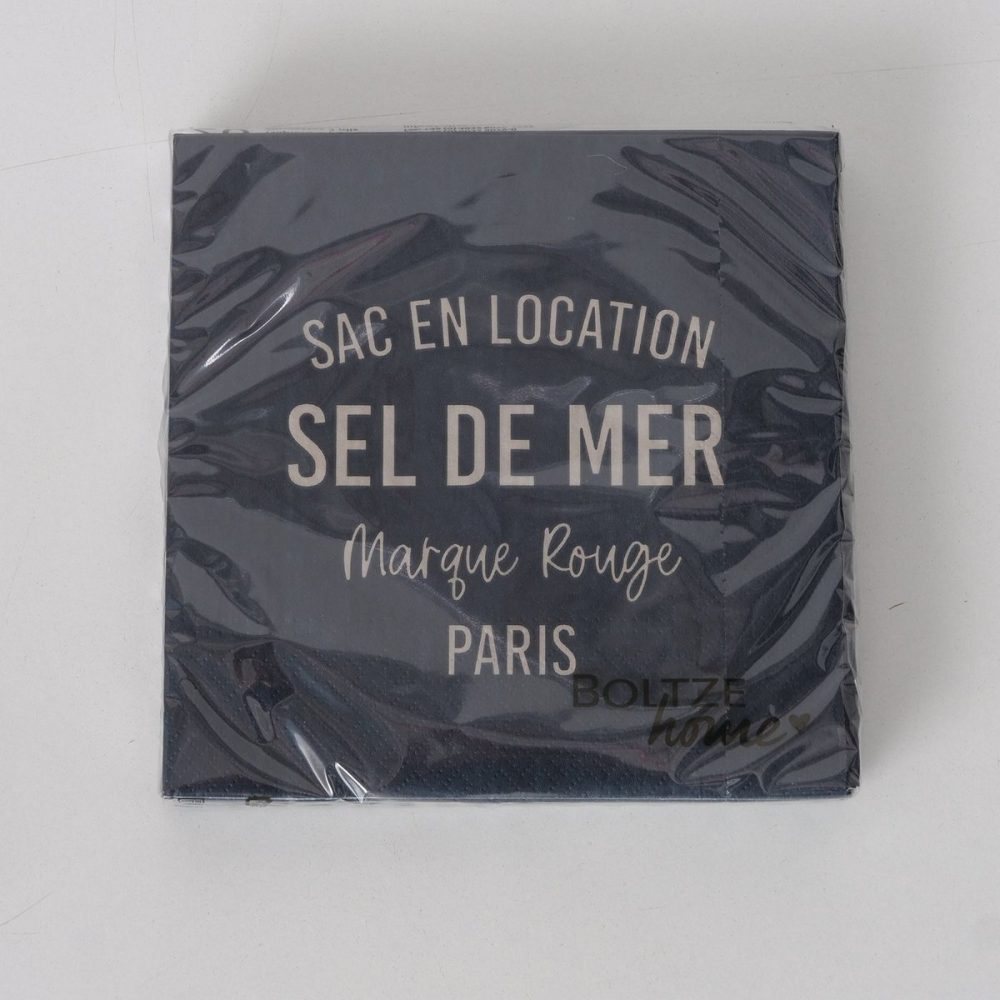 SAC EN LOCATION
SEL DE MER
Marque Rouge
PARIS
BOLTZE
home